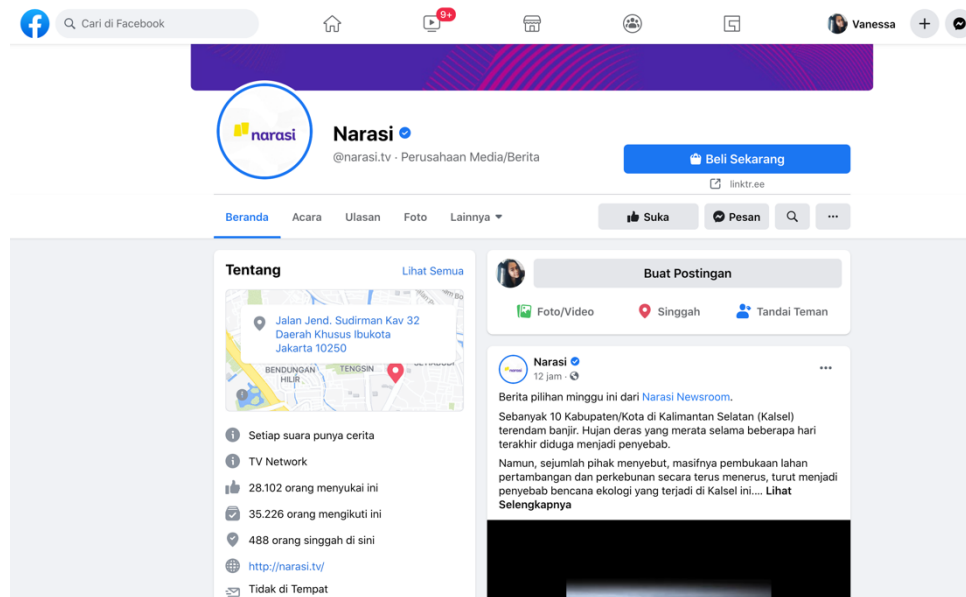 Cari di Facebook
9+
Vanessa
narasi
Narasi
@narasi.tv · Perusahaan Media/Berita
Beli Sekarang
linktr.ee
Beranda Acara Ulasan Foto Lainnya
Suka Pesan
Tentang Lihat Semua
Jalan Jend. Sudirman Kav 32
Daerah Khusus Ibukota
Jakarta 10250
BENDUNGAN
HILIR
TENGSIN
Setiap suara punya cerita
TV Network
28.102 orang menyukai ini
35.226 orang mengikuti ini
488 orang singgah di sini
http://narasi.tv/
Tidak di Tempat
Buat Postingan
Foto/Video Singgah Tandai Teman
Narasi
12 jam ·
Berita pilihan minggu ini dari Narasi Newsroom.
Sebanyak 10 Kabupaten/Kota di Kalimantan Selatan (Kalsel)
terendam banjir. Hujan deras yang merata selama beberapa hari
terakhir diduga menjadi penyebab.
Namun, sejumlah pihak menyebut, masifnya pembukaan lahan
pertambangan dan perkebunan secara terus menerus, turut menjadi
penyebab bencana ekologi yang terjadi di Kalsel ini.... Lihat
Selengkapnya